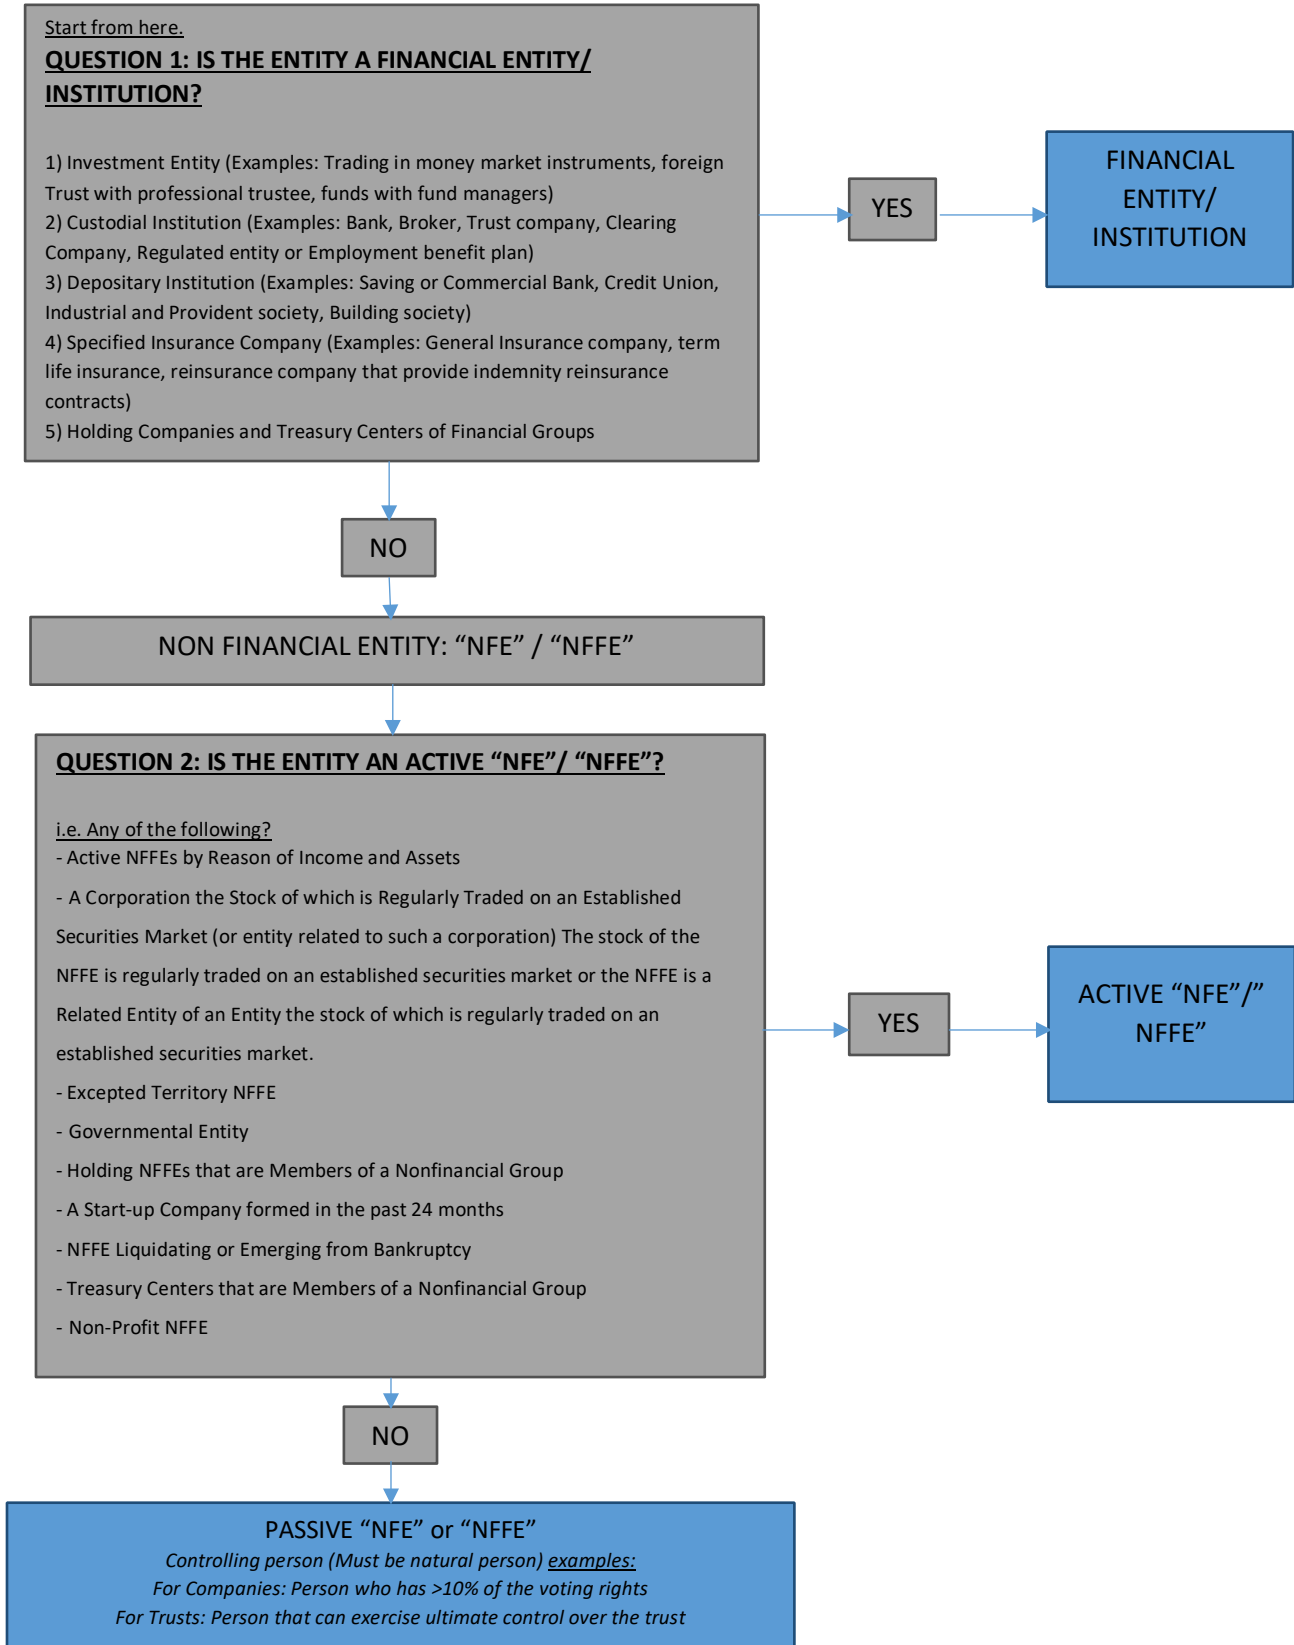 Start from here.
QUESTION 1: IS THE ENTITY A FINANCIAL ENTITY/
INSTITUTION?
1) Investment Entity (Examples: Trading in money market instruments, foreign
Trust with professional trustee, funds with fund managers)
2) Custodial Institution (Examples: Bank, Broker, Trust company, Clearing
Company, Regulated entity or Employment benefit plan)
3) Depositary Institution (Examples: Saving or Commercial Bank, Credit Union,
Industrial and Provident society, Building society)
4) Specified Insurance Company (Examples: General Insurance company, term
life insurance, reinsurance company that provide indemnity reinsurance
contracts)
5) Holding Companies and Treasury Centers of Financial Groups
YES
FINANCIAL
ENTITY/
INSTITUTION
NO
NON FINANCIAL ENTITY: “NFE” / “NFFE”
QUESTION 2: IS THE ENTITY AN ACTIVE “NFE”/ “NFFE”?
i.e. Any of the following?
- Active NFFEs by Reason of Income and Assets
- A Corporation the Stock of which is Regularly Traded on an Established
Securities Market (or entity related to such a corporation) The stock of the
NFFE is regularly traded on an established securities market or the NFFE is a
Related Entity of an Entity the stock of which is regularly traded on an
established securities market.
- Excepted Territory NFFE
- Governmental Entity
- Holding NFFEs that are Members of a Nonfinancial Group
- A Start-up Company formed in the past 24 months
- NFFE Liquidating or Emerging from Bankruptcy
- Treasury Centers that are Members of a Nonfinancial Group
- Non-Profit NFFE
YES
ACTIVE “NFE”/”
NFFE”
NO
PASSIVE “NFE” or “NFFE”
Controlling person (Must be natural person) examples:
For Companies: Person who has >10% of the voting rights
For Trusts: Person that can exercise ultimate control over the trust